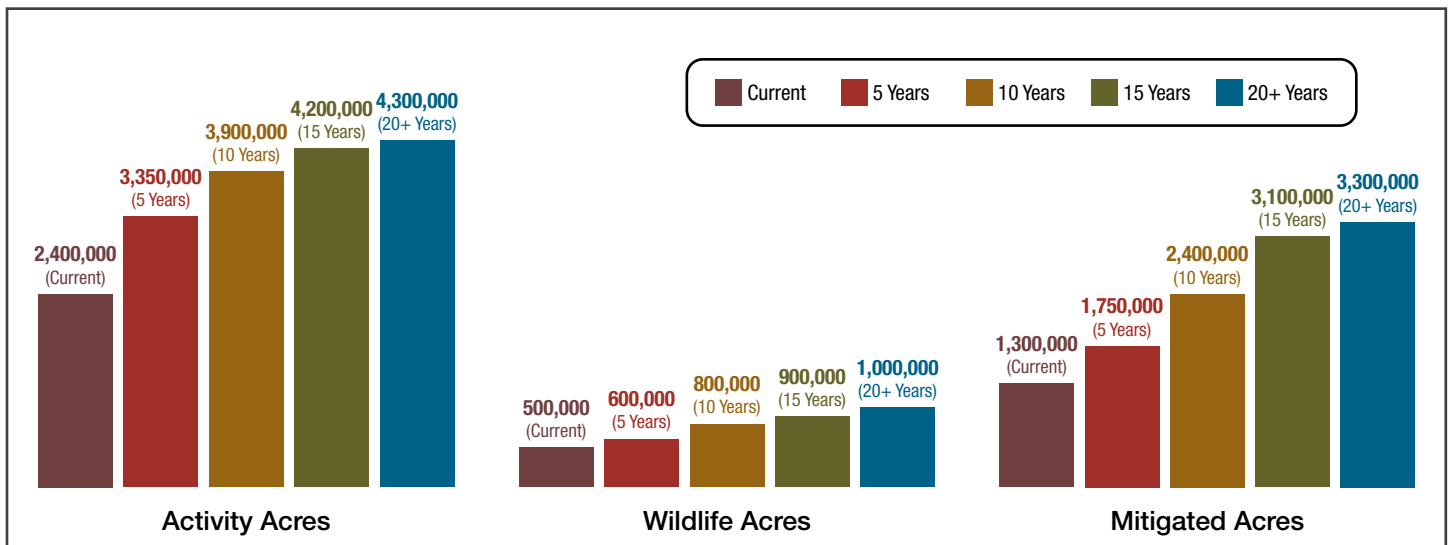 Current
5 Years
10 Years
15 Years
20+ Years
2,400,000
(Current)
3,350,000
(5 Years)
3,900,000
(10 Years)
4,200,000
(15 Years)
4,300,000
(20+ Years)
Activity Acres
500,000
(Current)
600,000
(5 Years)
800,000
(10 Years)
900,000
(15 Years)
1,000,000
(20+ Years)
Wildlife Acres
1,300,000
(Current)
1,750,000
(5 Years)
2,400,000
(10 Years)
3,100,000
(15 Years)
3,300,000
(20+ Years)
Mitigated Acres